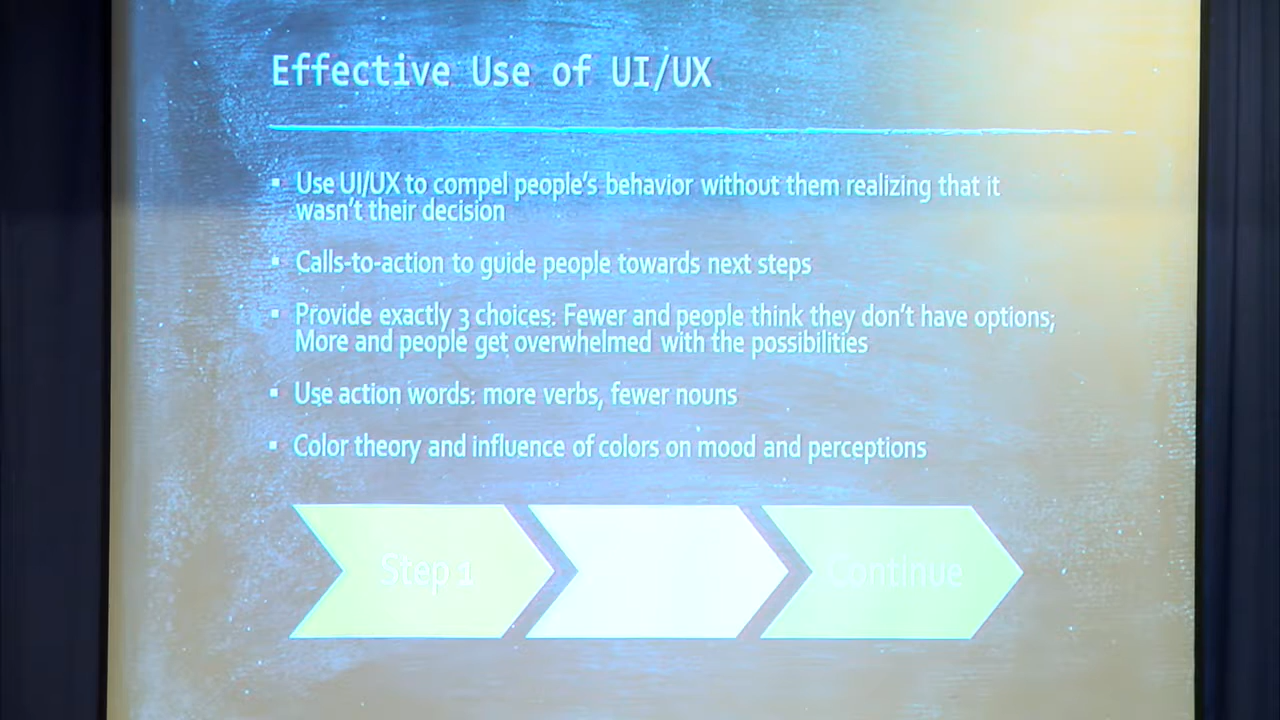 Effective Use of UI/UX
▪ Use UI/UX to compel people's behavior without them realizing that it
wasn't their decision
▪ Calls-to-action to guide people towards next steps
▪ Provide exactly 3 choices: Fewer and people think they don't have options;
More and people get overwhelmed with the possibilities
▪ Use action words: more verbs, fewer nouns
▪ Color theory and influence of colors on mood and perceptions
Step 1
Continue